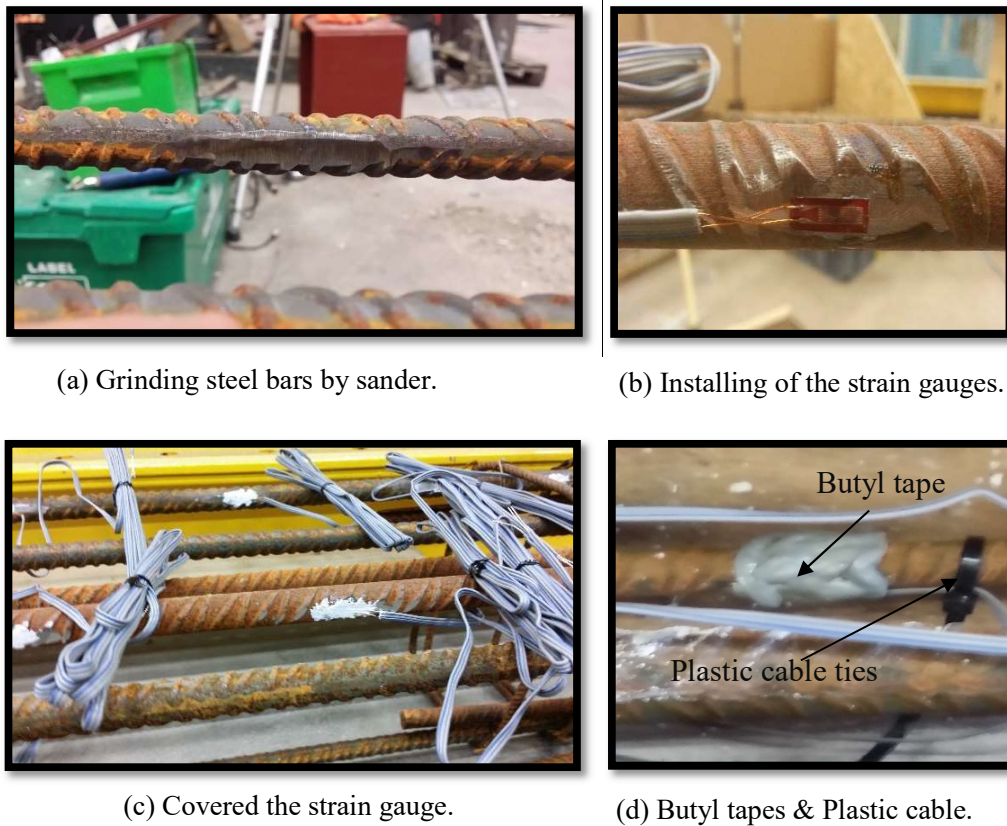 LABEL
(a) Grinding steel bars by sander.
(b) Installing of the strain gauges.
Butyl tape
Plastic cable ties
(c) Covered the strain gauge.
(d) Butyl tapes & Plastic cable.